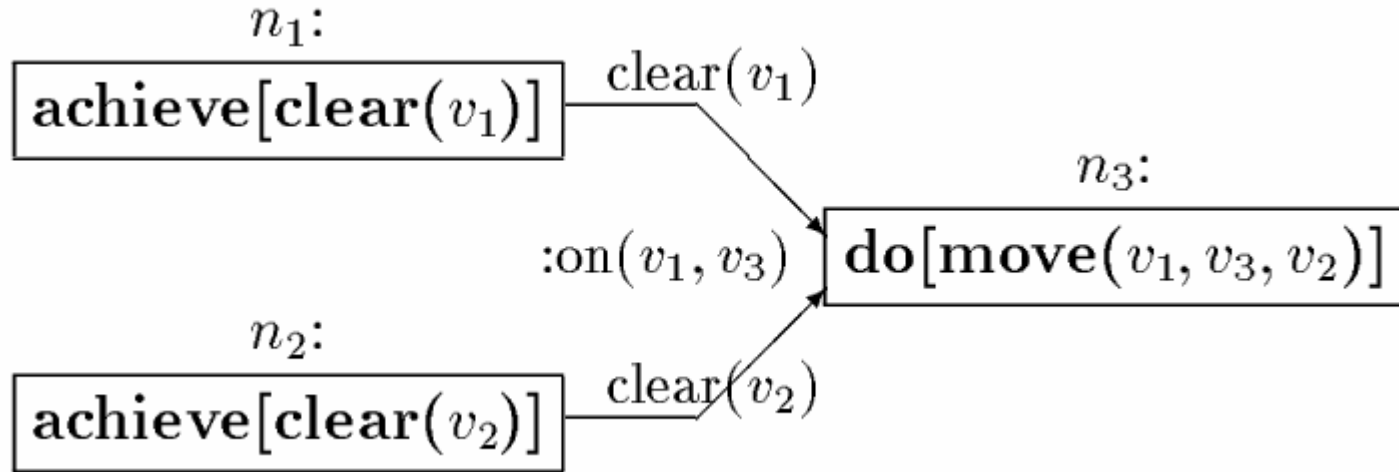 n₁:
achieve[clear(v₁)]
clear(v₁)
n₃:
:on(v₁, v₃)
do[move(v₁, v₃, v₂)]
n₂:
achieve[clear(v₂)]
clear(v₂)